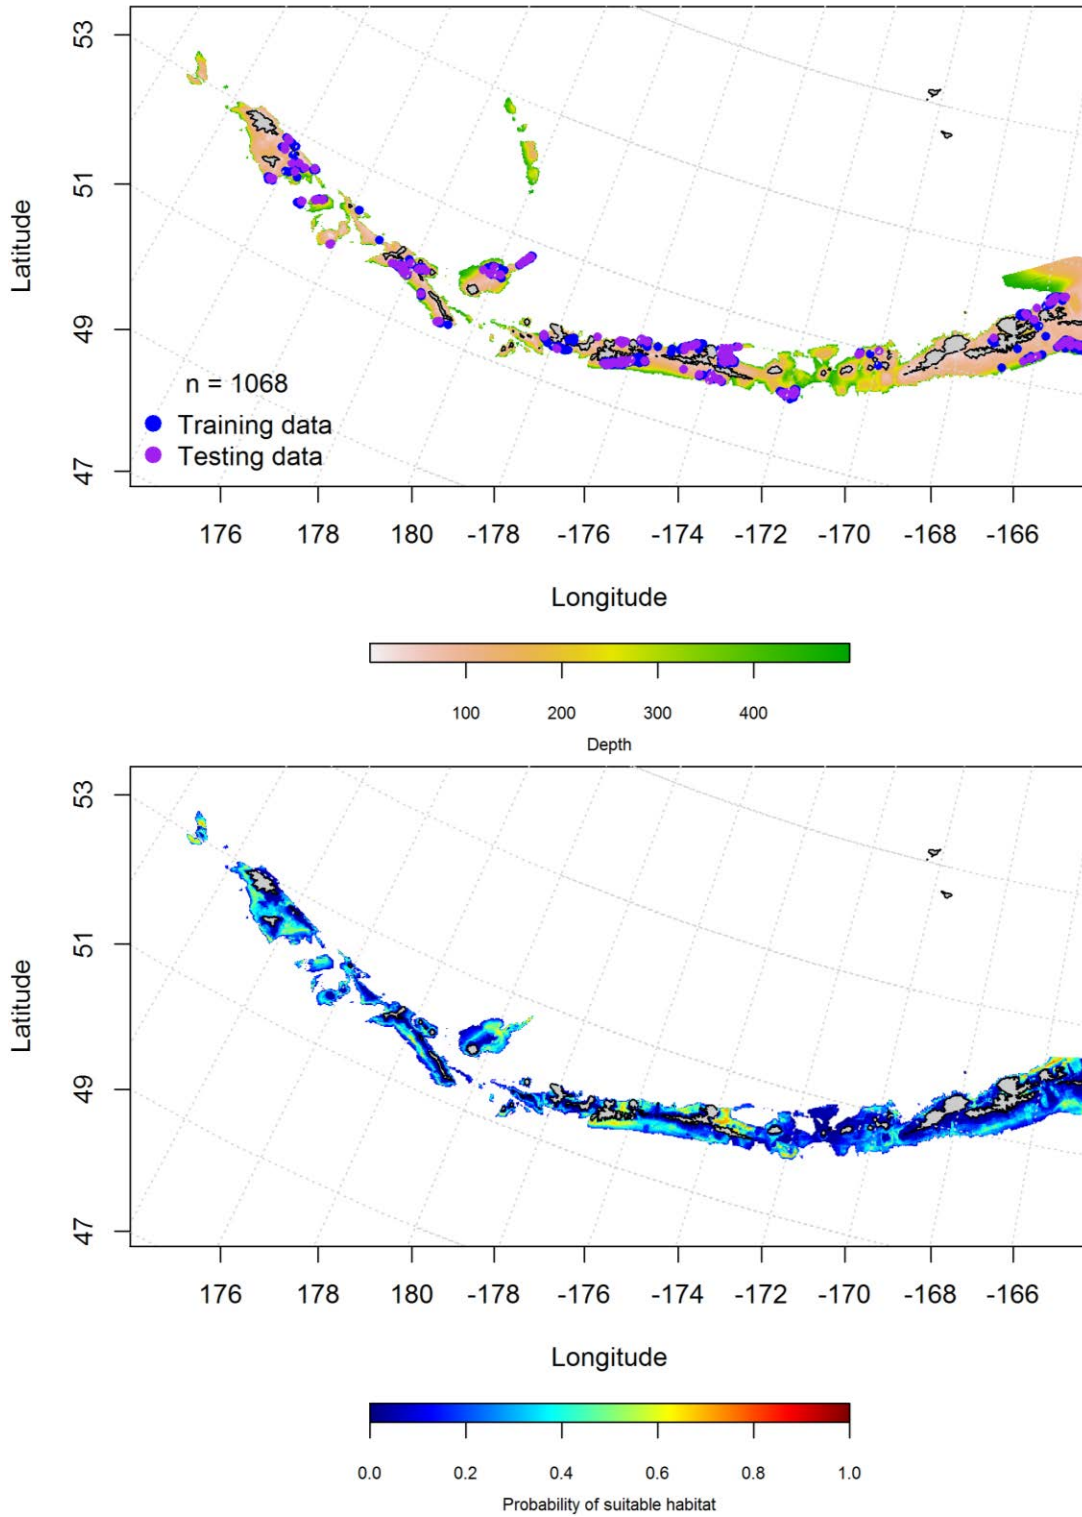 53
51
49
47
Latitude
n = 1068
Training data
Testing data
176 178 180 -178 -176 -174 -172 -170 -168 -166
Longitude
100 200 300 400
Depth
53
51
49
47
Latitude
176 178 180 -178 -176 -174 -172 -170 -168 -166
Longitude
0.0 0.2 0.4 0.6 0.8 1.0
Probability of suitable habitat